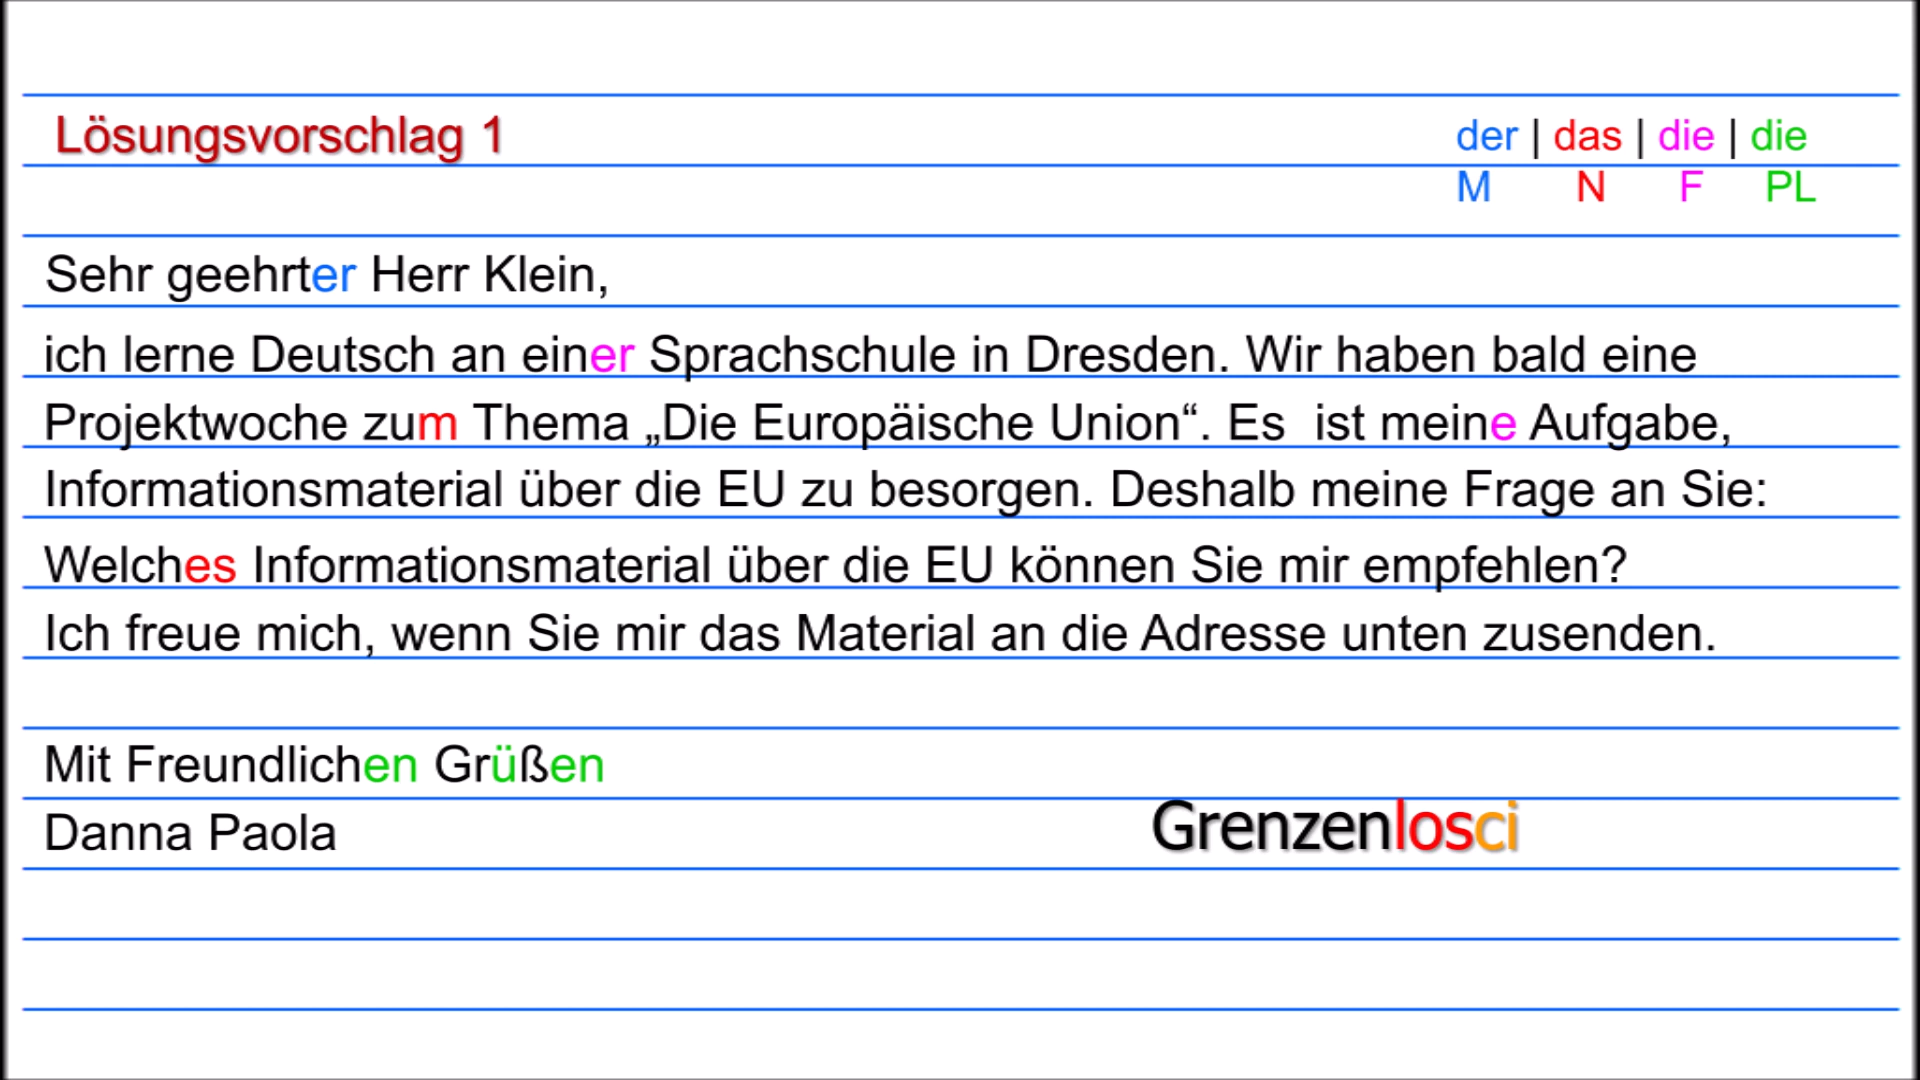 Lösungsvorschlag 1
der | das | die | die
M N F PL
Sehr geehrter Herr Klein,
ich lerne Deutsch an einer Sprachschule in Dresden. Wir haben bald eine
Projektwoche zum Thema „Die Europäische Union“. Es ist meine Aufgabe,
Informationsmaterial über die EU zu besorgen. Deshalb meine Frage an Sie:
Welches Informationsmaterial über die EU können Sie mir empfehlen?
Ich freue mich, wenn Sie mir das Material an die Adresse unten zusenden.
Mit Freundlichen Grüßen
Danna Paola
Grenzenlosci